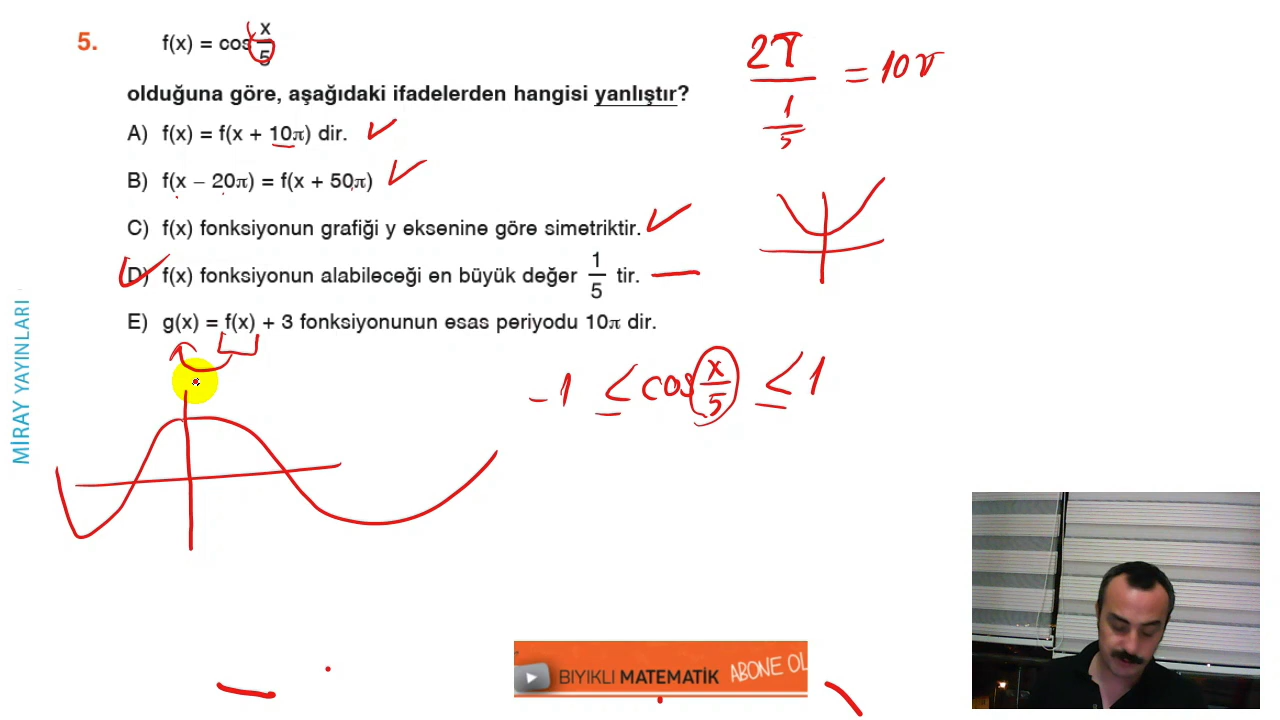 5. f(x) = cos x/5
olduğuna göre, aşağıdaki ifadelerden hangisi yanlıştır?
A) f(x) = f(x + 10π) dir.
B) f(x − 20π) = f(x + 50π)
C) f(x) fonksiyonun grafiği y eksenine göre simetriktir.
D) f(x) fonksiyonun alabileceği en büyük değer 1/5 tir.
E) g(x) = f(x) + 3 fonksiyonunun esas periyodu 10π dir.
2π / 1/5 = 10π
−1 ≤ cos x/5 ≤ 1
MİRAY YAYINLARI
BIYIKLI MATEMATİK ABONE OL